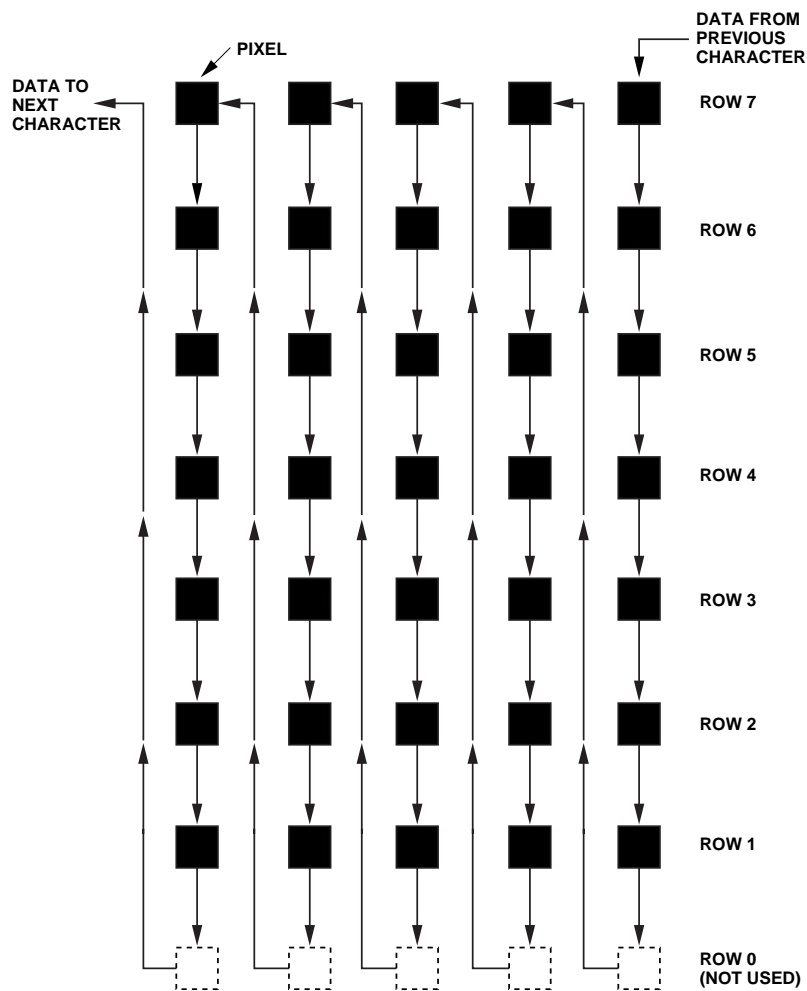 DATA FROM
PREVIOUS
CHARACTER
PIXEL
DATA TO
NEXT
CHARACTER
ROW 7
ROW 6
ROW 5
ROW 4
ROW 3
ROW 2
ROW 1
ROW 0
(NOT USED)